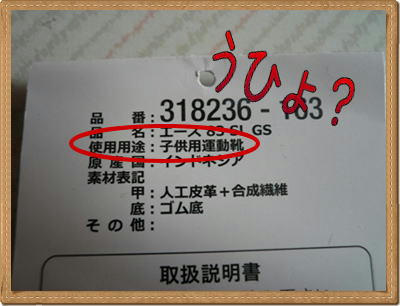 うひょ？
品番：318236-163
品名：エース 83 SI GS
使用用途：子供用運動靴
原産国：インドネシア
素材表記
甲：人工皮革＋合成繊維
底：ゴム底
その他：
取扱説明書